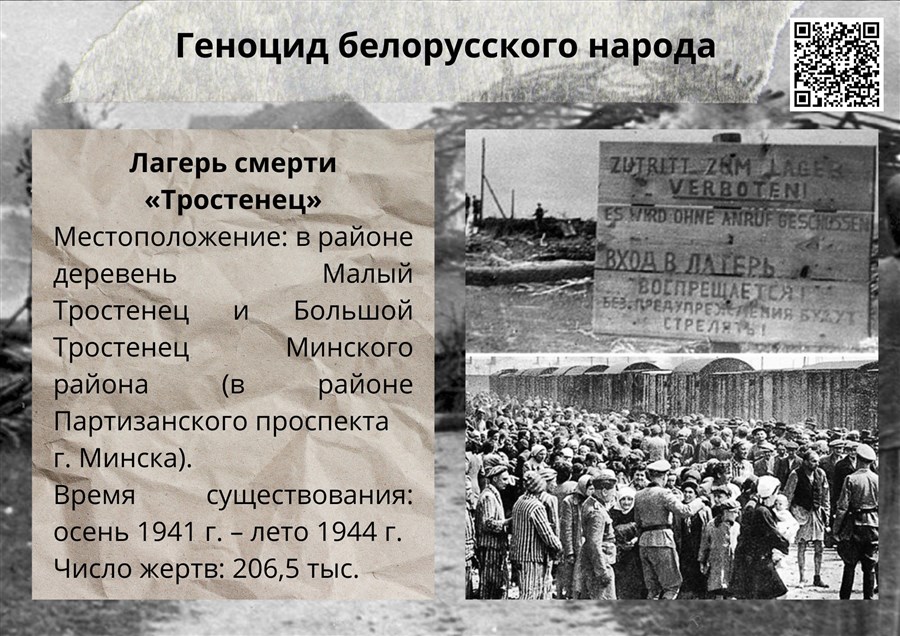 Геноцид белорусского народа
Лагерь смерти
«Тростенец»
Местоположение: в районе
деревень Малый
Тростенец и Большой
Тростенец Минского
района (в районе
Партизанского проспекта
г. Минска).
Время существования:
осень 1941 г. – лето 1944 г.
Число жертв: 206,5 тыс.
ZUTRITT ZUM LAGER
VERBOTEN!
ES WIRD OHNE ANRUF GESCHOSSEN
ВХОД В ЛАГЕРЬ
ВОСПРЕЩАЕТСЯ!
БЕЗ ПРЕДУПРЕЖДЕНИЯ БУДУТ
СТРЕЛЯТЬ!